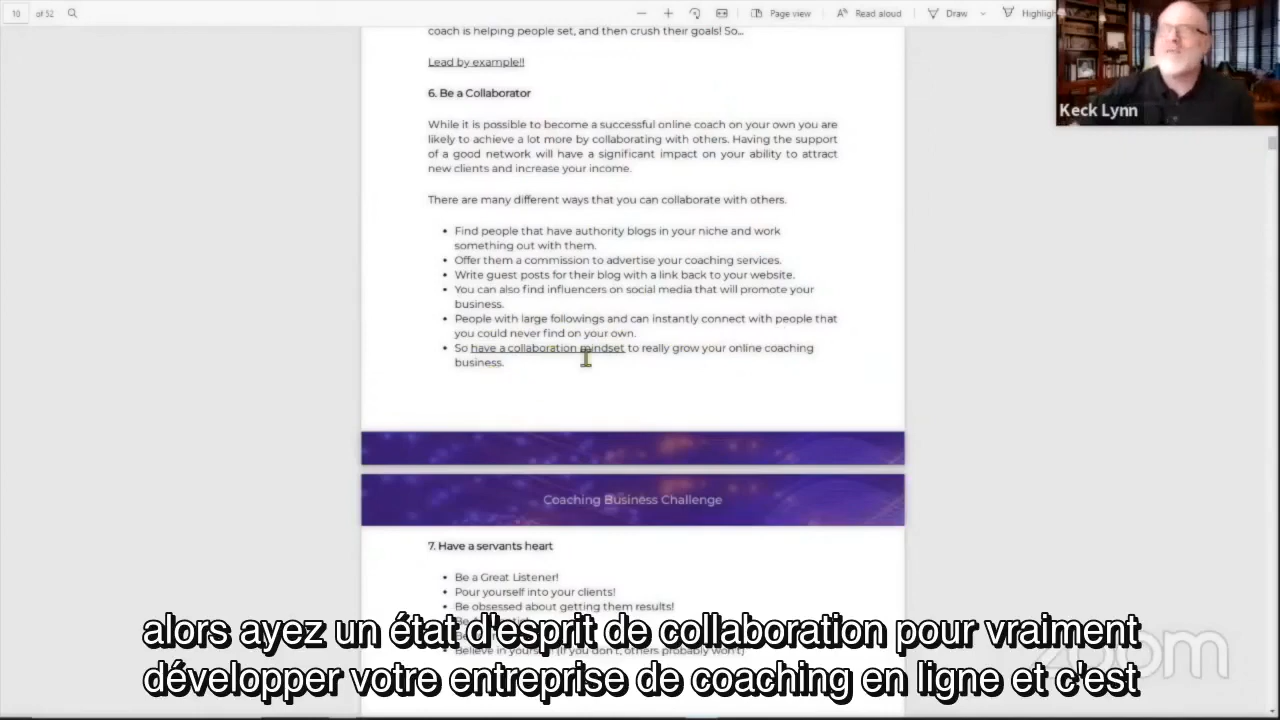 10 of 52
Page view
Read aloud
Draw
Highligh
coach is helping people set, and then crush their goals! So...
Lead by example!!
6. Be a Collaborator
While it is possible to become a successful online coach on your own you are
likely to achieve a lot more by collaborating with others. Having the support
of a good network will have a significant impact on your ability to attract
new clients and increase your income.
There are many different ways that you can collaborate with others.
• Find people that have authority blogs in your niche and work
something out with them.
• Offer them a commission to advertise your coaching services.
• Write guest posts for their blog with a link back to your website.
• You can also find influencers on social media that will promote your
business.
• People with large followings and can instantly connect with people that
you could never find on your own.
• So have a collaboration mindset to really grow your online coaching
business.
Keck Lynn
Coaching Business Challenge
7. Have a servants heart
• Be a Great Listener!
• Pour yourself into your clients!
• Be obsessed about getting them results!
alors ayez un état d'esprit de collaboration pour vraiment
développer votre entreprise de coaching en ligne et c'est
zoom